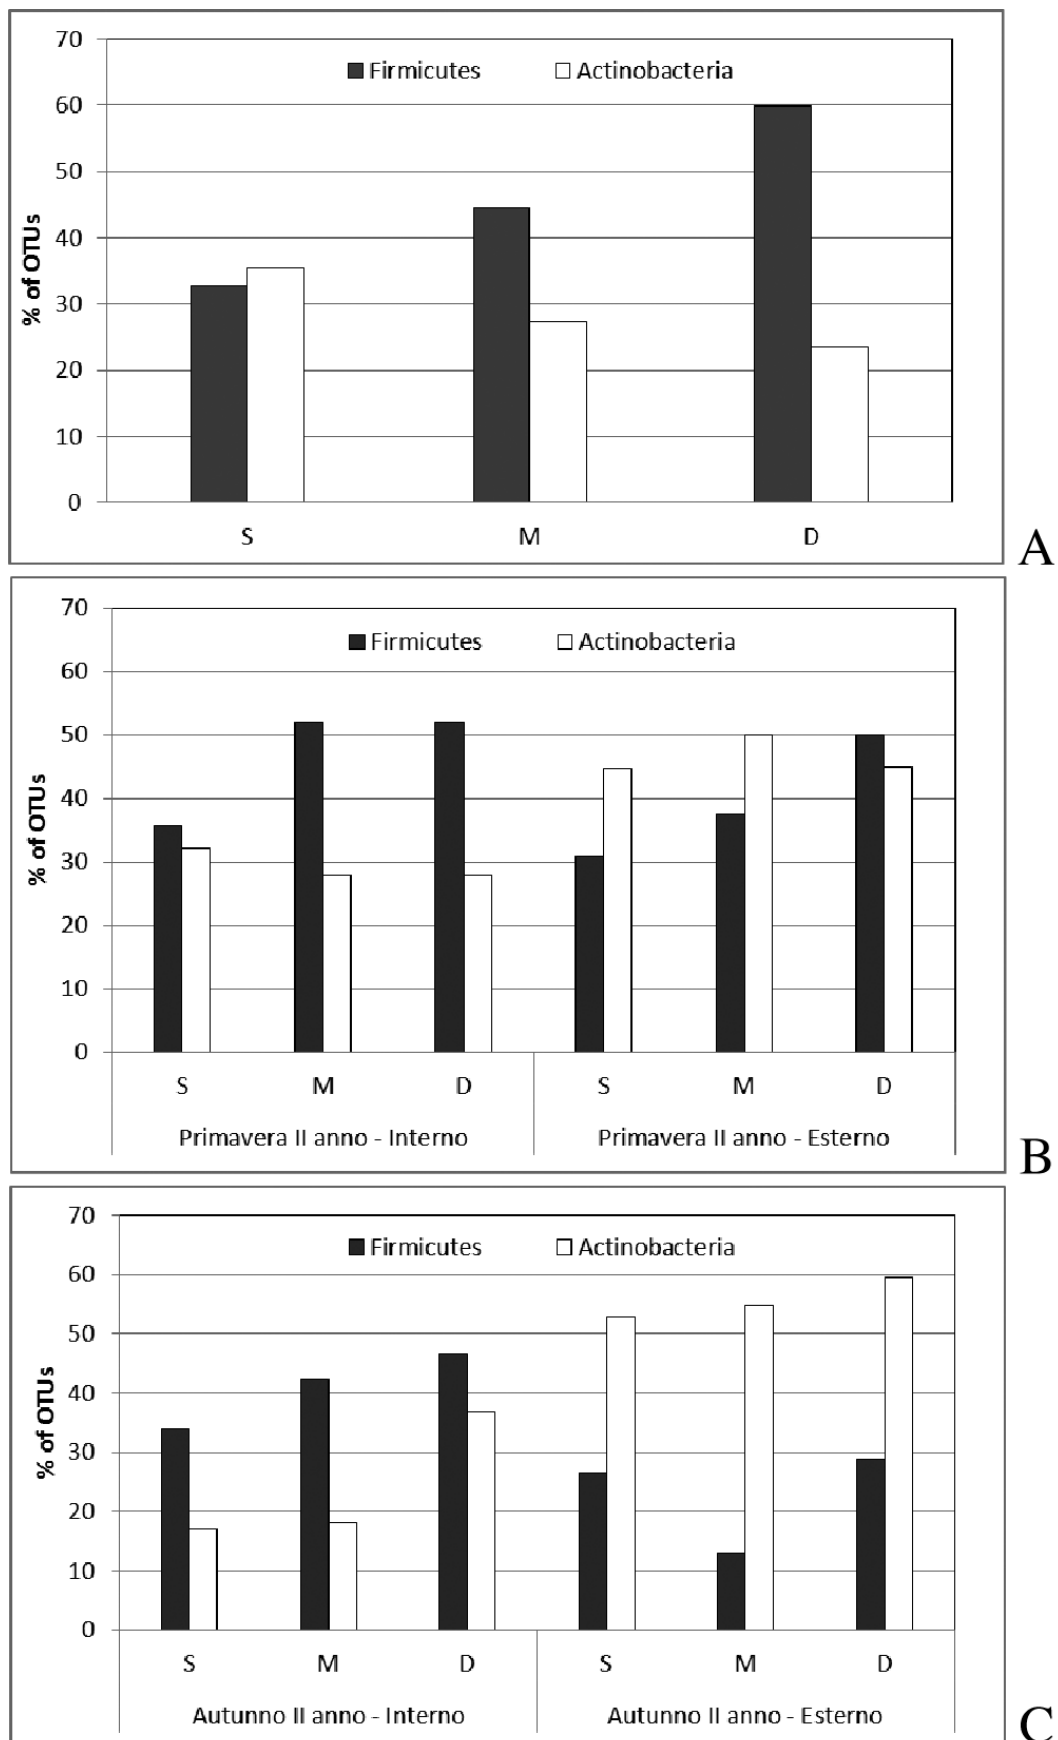 70
Firmicutes Actinobacteria
60
50
40
30
20
10
0
% of OTUs
S M D
A
70
Firmicutes Actinobacteria
60
50
40
30
20
10
0
% of OTUs
S M D S M D
Primavera II anno - Interno Primavera II anno - Esterno
B
70
Firmicutes Actinobacteria
60
50
40
30
20
10
0
% of OTUs
S M D S M D
Autunno II anno - Interno Autunno II anno - Esterno
C